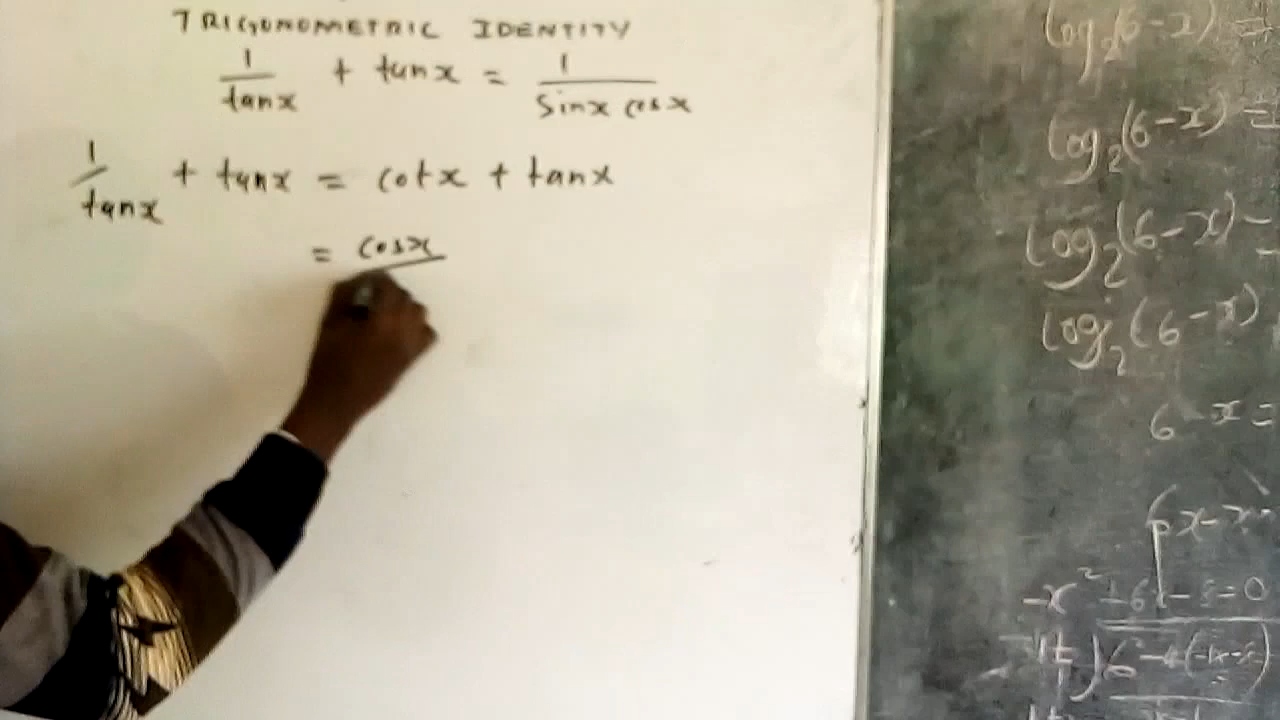 TRIGONOMETRIC IDENTITY
1/tanx + tanx = 1/sinx cosx
1/tanx + tanx = cotx + tanx
= cosx
log₂(6-x) =
log₂(6-x) =
log₂(6-x) -
log₂(6-x)
6-x =
-x² + 6x - 5 = 0